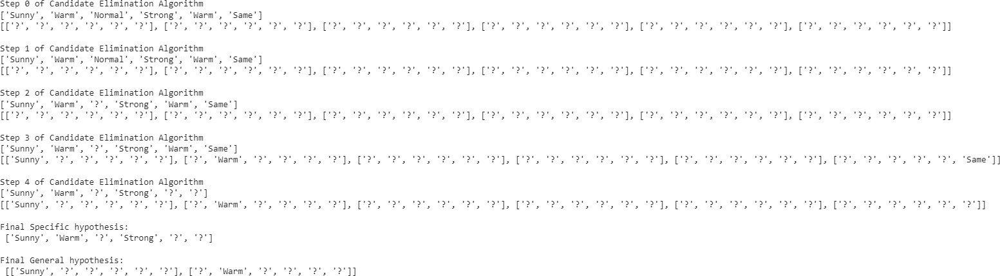 Step 0 of Candidate Elimination Algorithm
['Sunny', 'Warm', 'Normal', 'Strong', 'Warm', 'Same']
[['?', '?', '?', '?', '?', '?'], ['?', '?', '?', '?', '?', '?'], ['?', '?', '?', '?', '?', '?'], ['?', '?', '?', '?', '?', '?'], ['?', '?', '?', '?', '?', '?'], ['?', '?', '?', '?', '?', '?']]
Step 1 of Candidate Elimination Algorithm
['Sunny', 'Warm', 'Normal', 'Strong', 'Warm', 'Same']
[['?', '?', '?', '?', '?', '?'], ['?', '?', '?', '?', '?', '?'], ['?', '?', '?', '?', '?', '?'], ['?', '?', '?', '?', '?', '?'], ['?', '?', '?', '?', '?', '?'], ['?', '?', '?', '?', '?', '?']]
Step 2 of Candidate Elimination Algorithm
['Sunny', 'Warm', '?', 'Strong', 'Warm', 'Same']
[['?', '?', '?', '?', '?', '?'], ['?', '?', '?', '?', '?', '?'], ['?', '?', '?', '?', '?', '?'], ['?', '?', '?', '?', '?', '?'], ['?', '?', '?', '?', '?', '?'], ['?', '?', '?', '?', '?', '?']]
Step 3 of Candidate Elimination Algorithm
['Sunny', 'Warm', '?', 'Strong', 'Warm', 'Same']
[['Sunny', '?', '?', '?', '?', '?'], ['?', 'Warm', '?', '?', '?', '?'], ['?', '?', '?', '?', '?', '?'], ['?', '?', '?', '?', '?', '?'], ['?', '?', '?', '?', '?', '?'], ['?', '?', '?', '?', '?', 'Same']]
Step 4 of Candidate Elimination Algorithm
['Sunny', 'Warm', '?', 'Strong', '?', '?']
[['Sunny', '?', '?', '?', '?', '?'], ['?', 'Warm', '?', '?', '?', '?'], ['?', '?', '?', '?', '?', '?'], ['?', '?', '?', '?', '?', '?'], ['?', '?', '?', '?', '?', '?'], ['?', '?', '?', '?', '?', '?']]
Final Specific hypothesis:
['Sunny', 'Warm', '?', 'Strong', '?', '?']
Final General hypothesis:
[['Sunny', '?', '?', '?', '?', '?'], ['?', 'Warm', '?', '?', '?', '?']]